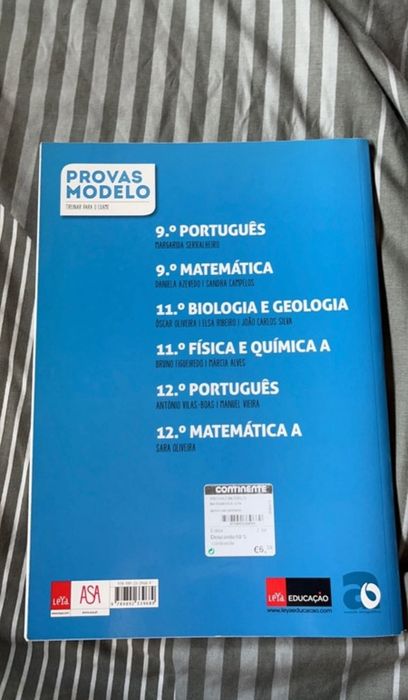 PROVAS
MODELO
TREINAR PARA O EXAME
9.º PORTUGUÊS
MARGARIDA SERRALHEIRO
9.º MATEMÁTICA
DANIELA AZEVEDO | SANDRA CAMPELOS
11.º BIOLOGIA E GEOLOGIA
ÓSCAR OLIVEIRA | ELSA RIBEIRO | JOÃO CARLOS SILVA
11.º FÍSICA E QUÍMICA A
BRUNO FIGUEIREDO | MÁRCIA ALVES
12.º PORTUGUÊS
ANTÓNIO VILAS-BOAS | MANUEL VIEIRA
12.º MATEMÁTICA A
SARA OLIVEIRA
CONTINENTE
LeYa
ASA
LeYa EDUCAÇÃO
www.leyaeducacao.com